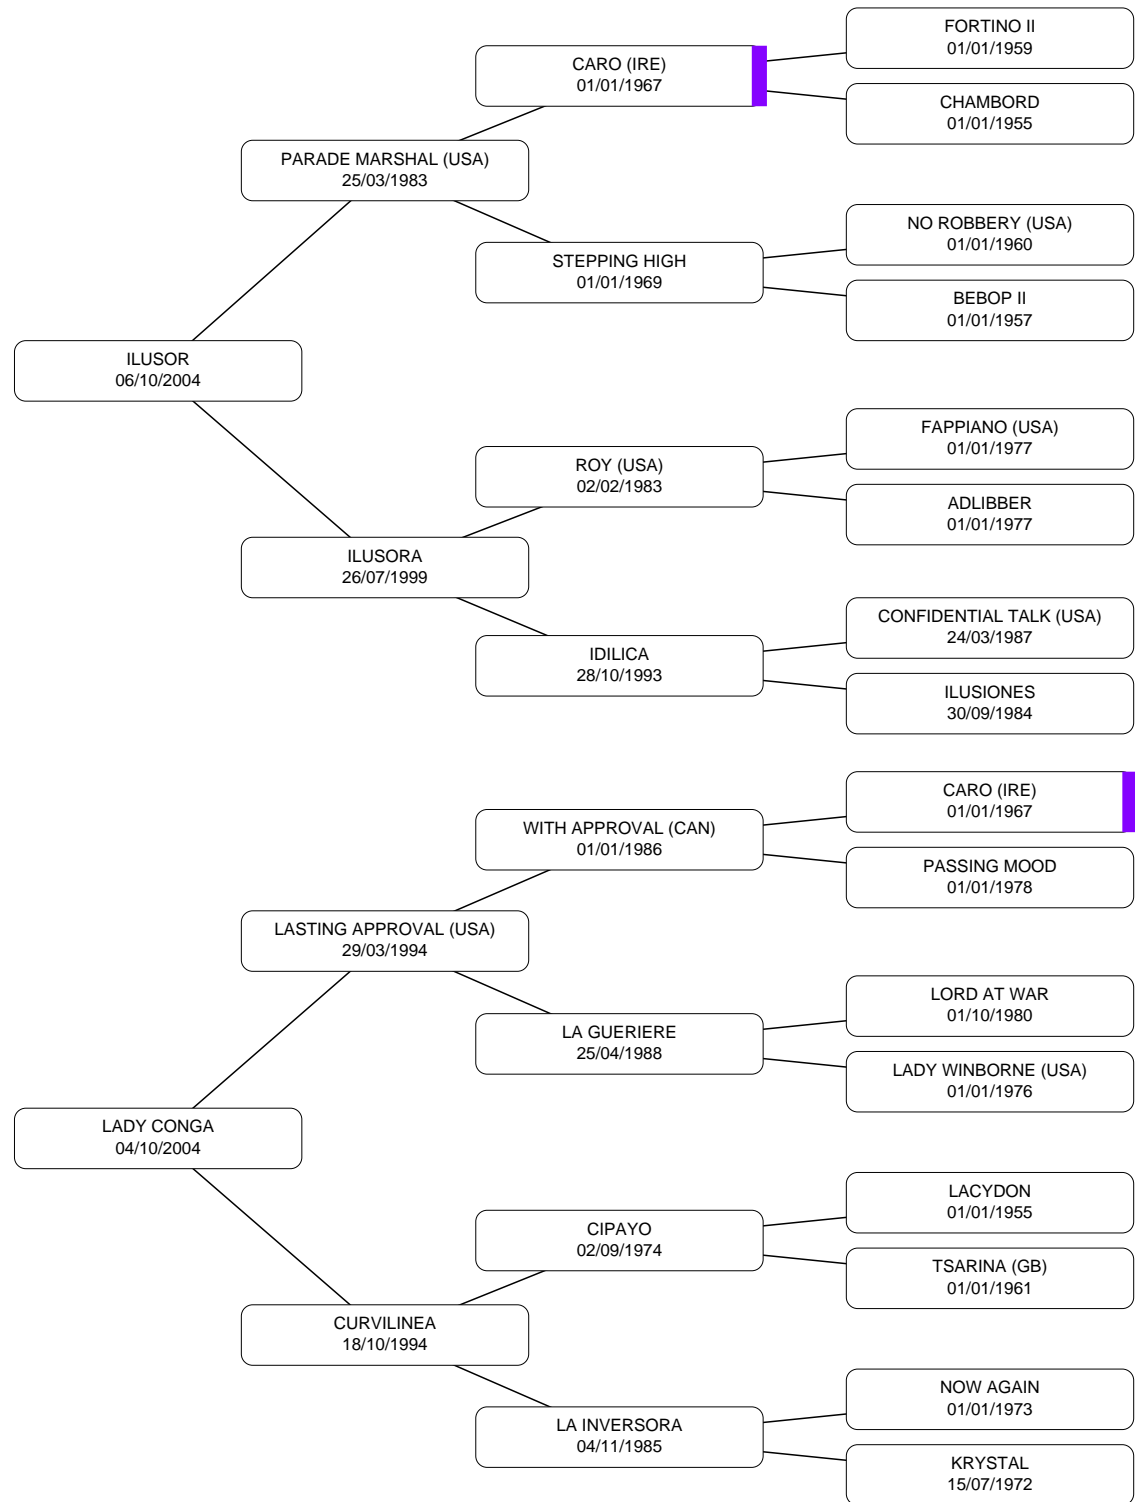 FORTINO II
01/01/1959
CARO (IRE)
01/01/1967
CHAMBORD
01/01/1955
PARADE MARSHAL (USA)
25/03/1983
NO ROBBERY (USA)
01/01/1960
STEPPING HIGH
01/01/1969
BEBOP II
01/01/1957
ILUSOR
06/10/2004
FAPPIANO (USA)
01/01/1977
ROY (USA)
02/02/1983
ADLIBBER
01/01/1977
ILUSORA
26/07/1999
CONFIDENTIAL TALK (USA)
24/03/1987
IDILICA
28/10/1993
ILUSIONES
30/09/1984
CARO (IRE)
01/01/1967
WITH APPROVAL (CAN)
01/01/1986
PASSING MOOD
01/01/1978
LASTING APPROVAL (USA)
29/03/1994
LORD AT WAR
01/10/1980
LA GUERIERE
25/04/1988
LADY WINBORNE (USA)
01/01/1976
LADY CONGA
04/10/2004
LACYDON
01/01/1955
CIPAYO
02/09/1974
TSARINA (GB)
01/01/1961
CURVILINEA
18/10/1994
NOW AGAIN
01/01/1973
LA INVERSORA
04/11/1985
KRYSTAL
15/07/1972